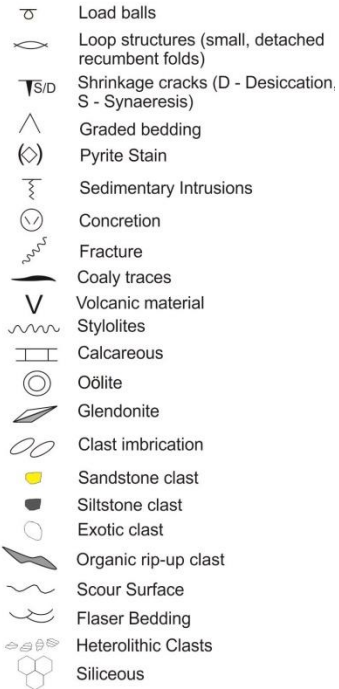 Load balls
Loop structures (small, detached
recumbent folds)
S/D
Shrinkage cracks (D - Desiccation,
S - Synaeresis)
Graded bedding
Pyrite Stain
Sedimentary Intrusions
Concretion
Fracture
Coaly traces
V
Volcanic material
Stylolites
Calcareous
Oölite
Glendonite
Clast imbrication
Sandstone clast
Siltstone clast
Exotic clast
Organic rip-up clast
Scour Surface
Flaser Bedding
Heterolithic Clasts
Siliceous